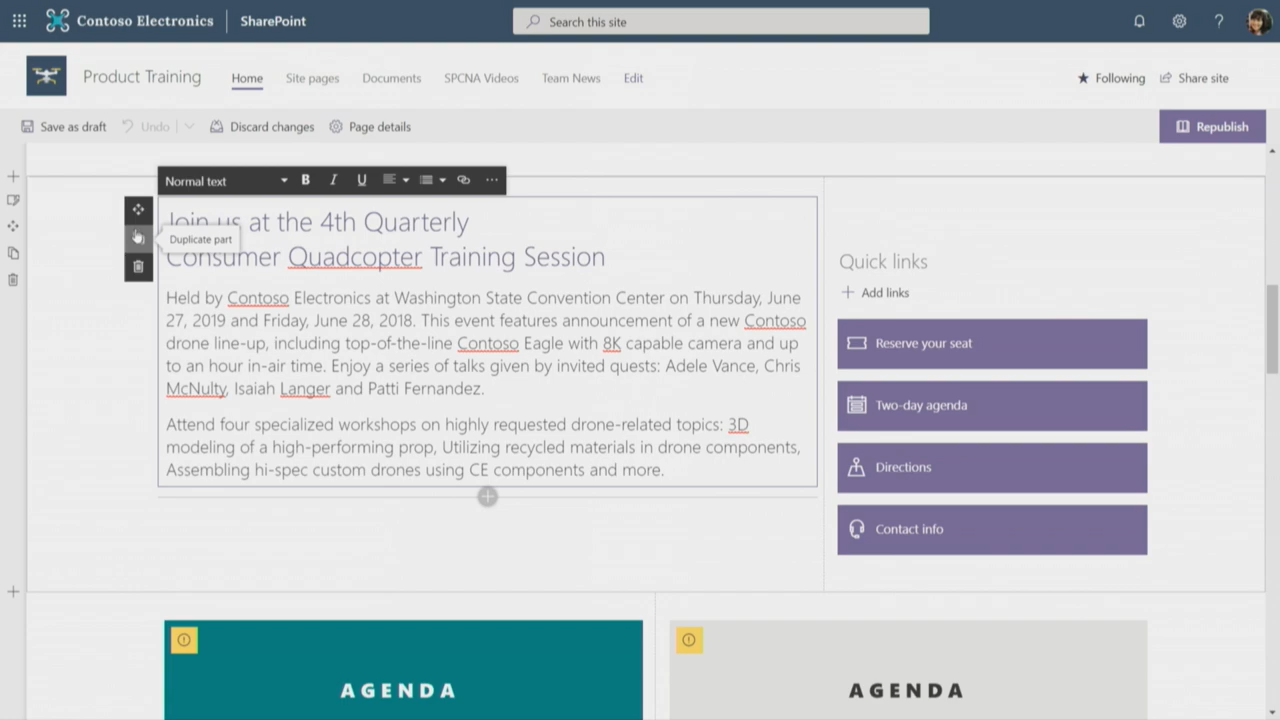 Contoso Electronics
SharePoint
Search this site
Product Training
Home
Site pages
Documents
SPCNA Videos
Team News
Edit
Following
Share site
Save as draft
Undo
Discard changes
Page details
Republish
Normal text
B I U
Duplicate part
Join us at the 4th Quarterly
Consumer Quadcopter Training Session
Held by Contoso Electronics at Washington State Convention Center on Thursday, June
27, 2019 and Friday, June 28, 2018. This event features announcement of a new Contoso
drone line-up, including top-of-the-line Contoso Eagle with 8K capable camera and up
to an hour in-air time. Enjoy a series of talks given by invited quests: Adele Vance, Chris
McNulty, Isaiah Langer and Patti Fernandez.
Attend four specialized workshops on highly requested drone-related topics: 3D
modeling of a high-performing prop, Utilizing recycled materials in drone components,
Assembling hi-spec custom drones using CE components and more.
Quick links
Add links
Reserve your seat
Two-day agenda
Directions
Contact info
AGENDA
AGENDA